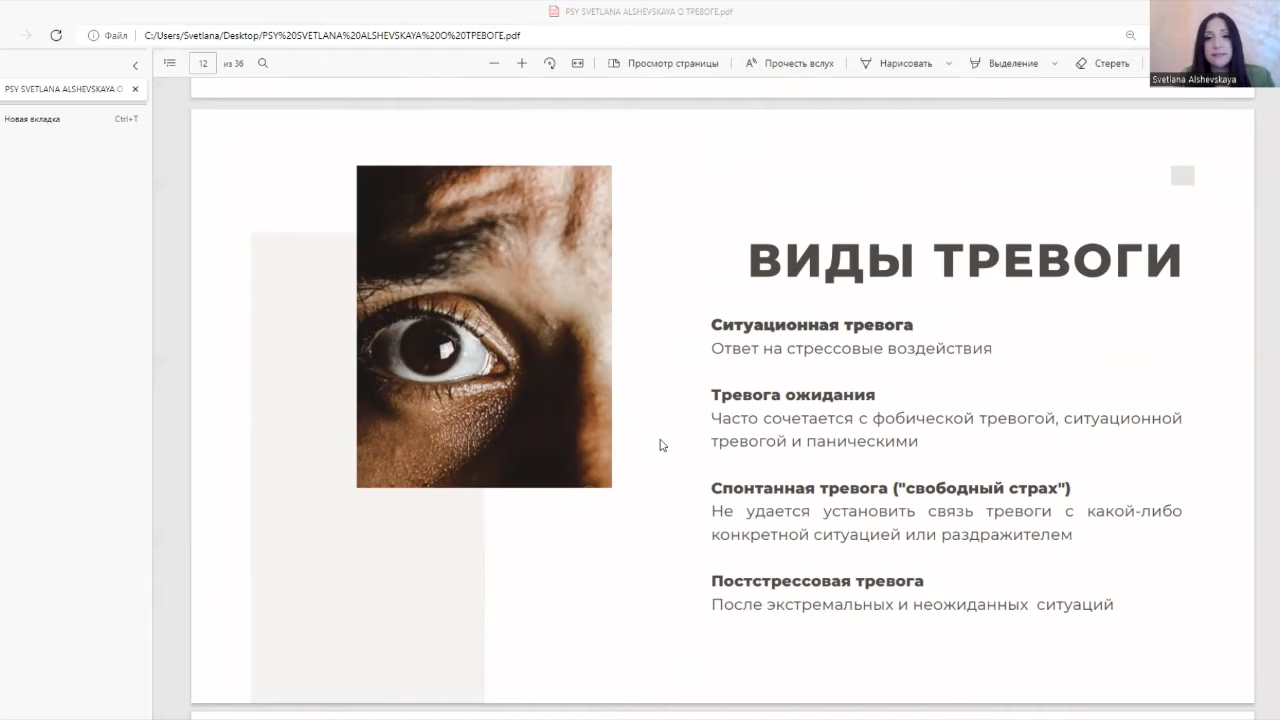 PSY SVETLANA ALSHEVSKAYA О ТРЕВОГЕ.pdf
Файл
C:/Users/Svetlana/Desktop/PSY%20SVETLANA%20ALSHEVSKAYA%20О%20ТРЕВОГЕ.pdf
12 из 36
Просмотр страницы
Прочесть вслух
Нарисовать
Выделение
Стереть
Svetlana Alshevskaya
PSY SVETLANA ALSHEVSKAYA О
Новая вкладка Ctrl+T
ВИДЫ ТРЕВОГИ
Ситуационная тревога
Ответ на стрессовые воздействия
Тревога ожидания
Часто сочетается с фобической тревогой, ситуационной
тревогой и паническими
Спонтанная тревога ("свободный страх")
Не удается установить связь тревоги с какой-либо
конкретной ситуацией или раздражителем
Постстрессовая тревога
После экстремальных и неожиданных ситуаций